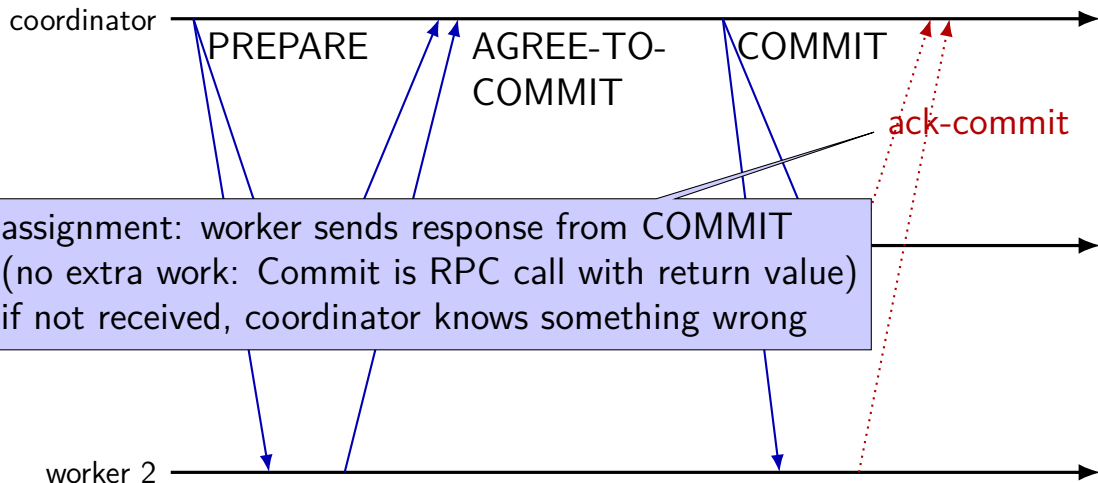 coordinator
PREPARE
AGREE-TO-
COMMIT
COMMIT
ack-commit
assignment: worker sends response from COMMIT
(no extra work: Commit is RPC call with return value)
if not received, coordinator knows something wrong
worker 2